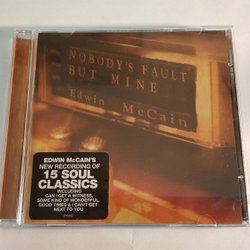 NOBODY'S FAULT
BUT MINE
Edwin McCain
EDWIN McCAIN'S
NEW RECORDING OF
15 SOUL
CLASSICS
INCLUDING
CAN I GET A WITNESS,
SOME KIND OF WONDERFUL,
GOOD TIMES & I CAN'T GET
NEXT TO YOU